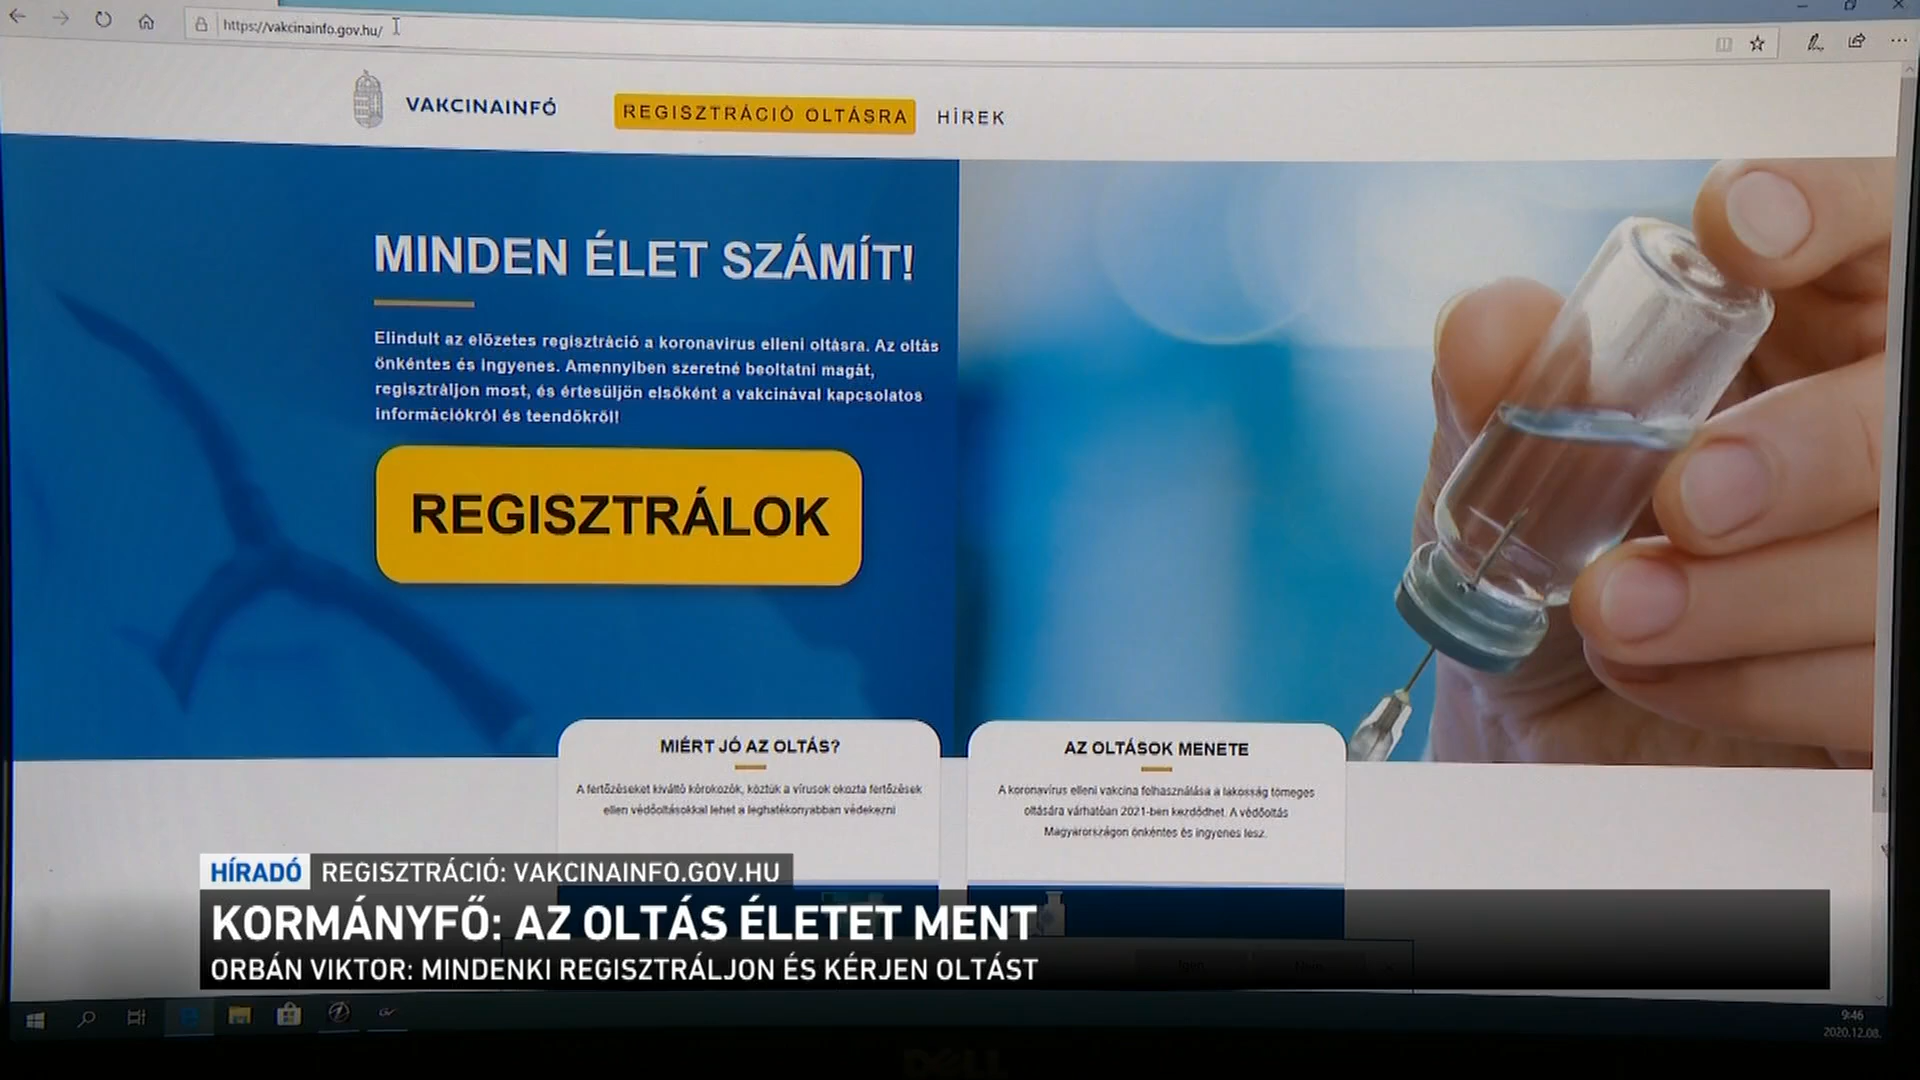 https://vakcinainfo.gov.hu/
VAKCINAINFÓ
REGISZTRÁCIÓ OLTÁSRA
HÍREK
MINDEN ÉLET SZÁMÍT!
Elindult az előzetes regisztráció a koronavírus elleni oltásra. Az oltás
önkéntes és ingyenes. Amennyiben szeretné beoltatni magát,
regisztráljon most, és értesüljön elsőként a vakcinával kapcsolatos
információkról és teendőkről!
REGISZTRÁLOK
MIÉRT JÓ AZ OLTÁS?
A fertőzéseket kiváltó kórokozók, köztük a vírusok okozta fertőzések
ellen védőoltásokkal lehet a leghatékonyabban védekezni
AZ OLTÁSOK MENETE
A koronavírus elleni vakcina felhasználása a lakosság tömeges
oltására várhatóan 2021-ben kezdődhet. A védőoltás
Magyarországon önkéntes és ingyenes lesz.
HÍRADÓ
REGISZTRÁCIÓ: VAKCINAINFO.GOV.HU
KORMÁNYFŐ: AZ OLTÁS ÉLETET MENT
ORBÁN VIKTOR: MINDENKI REGISZTRÁLJON ÉS KÉRJEN OLTÁST
Igen
Nem
9:46
2020.12.08.
DELL